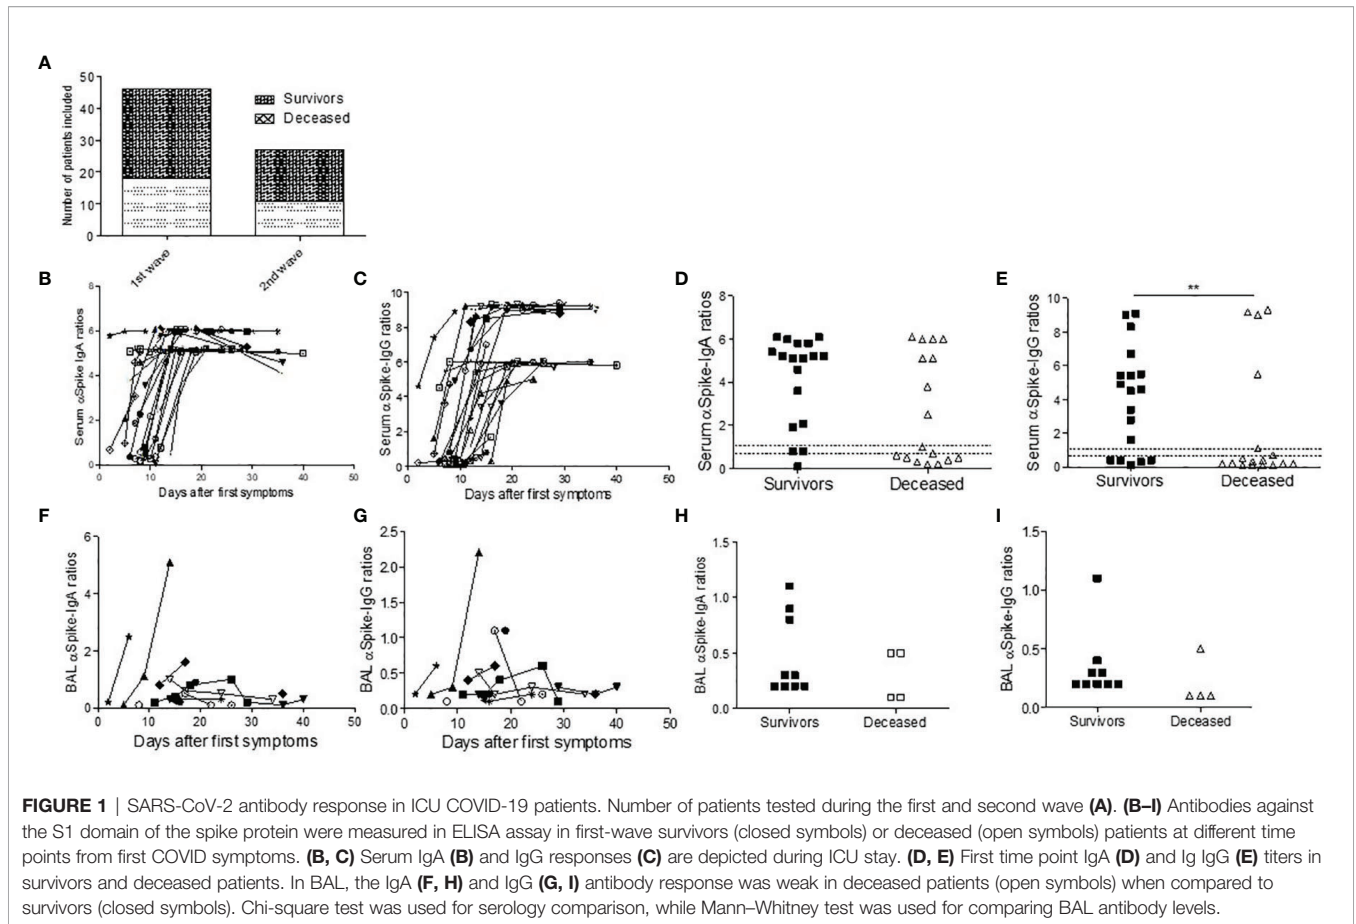 A
50
40
30
20
10
0
Number of patients included
Survivors
Deceased
1st wave
2nd wave
B
8
6
4
2
0
Serum αSpike IgA ratios
0 10 20 30 40 50
Days after first symptoms
C
10
8
6
4
2
0
Serum αSpike-IgG ratios
0 10 20 30 40 50
Days after first symptoms
D
8
6
4
2
0
Serum αSpike-IgA ratios
Survivors Deceased
E
10
8
6
4
2
0
Serum αSpike-IgG ratios
**
Survivors Deceased
F
6
4
2
0
BAL αSpike-IgA ratios
0 10 20 30 40 50
Days after first symptoms
G
2.5
2.0
1.5
1.0
0.5
0.0
BAL αSpike-IgG ratios
0 10 20 30 40 50
Days after first symptoms
H
1.5
1.0
0.5
0.0
BAL αSpike-IgA ratios
Survivors Deceased
I
1.5
1.0
0.5
0.0
BAL αSpike-IgG ratios
Survivors Deceased
FIGURE 1 | SARS-CoV-2 antibody response in ICU COVID-19 patients. Number of patients tested during the first and second wave (A). (B–I) Antibodies against
the S1 domain of the spike protein were measured in ELISA assay in first-wave survivors (closed symbols) or deceased (open symbols) patients at different time
points from first COVID symptoms. (B, C) Serum IgA (B) and IgG responses (C) are depicted during ICU stay. (D, E) First time point IgA (D) and Ig IgG (E) titers in
survivors and deceased patients. In BAL, the IgA (F, H) and IgG (G, I) antibody response was weak in deceased patients (open symbols) when compared to
survivors (closed symbols). Chi-square test was used for serology comparison, while Mann–Whitney test was used for comparing BAL antibody levels.